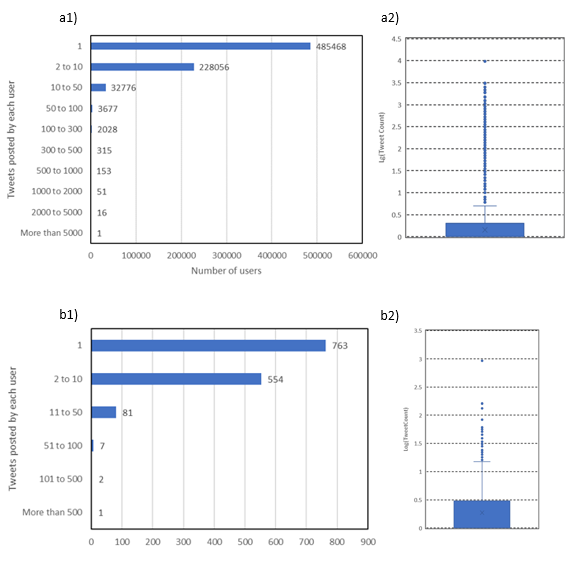 a1)
a2)
Tweets posted by each user
1
485468
2 to 10
228056
10 to 50
32776
50 to 100
3677
100 to 300
2028
300 to 500
315
500 to 1000
153
1000 to 2000
51
2000 to 5000
16
More than 5000
1
0 100000 200000 300000 400000 500000 600000
Number of users
Lg(Tweet Count)
4.5
4
3.5
3
2.5
2
1.5
1
0.5
0
b1)
b2)
Tweets posted by each user
1
763
2 to 10
554
11 to 50
81
51 to 100
7
101 to 500
2
More than 500
1
0 100 200 300 400 500 600 700 800 900
Log(TweetCount)
3.5
3
2.5
2
1.5
1
0.5
0